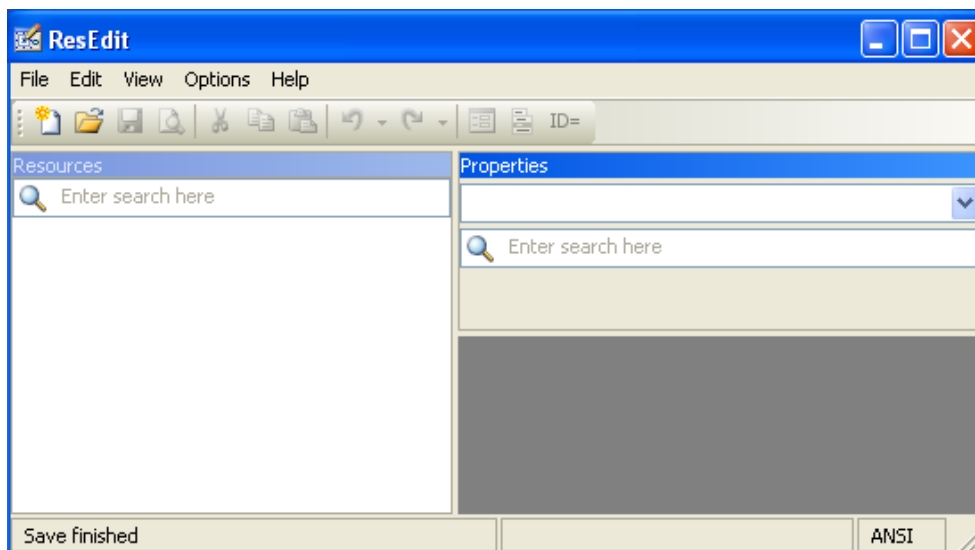 ResEdit
File Edit View Options Help
ID=
Resources
Enter search here
Properties
Enter search here
Save finished
ANSI